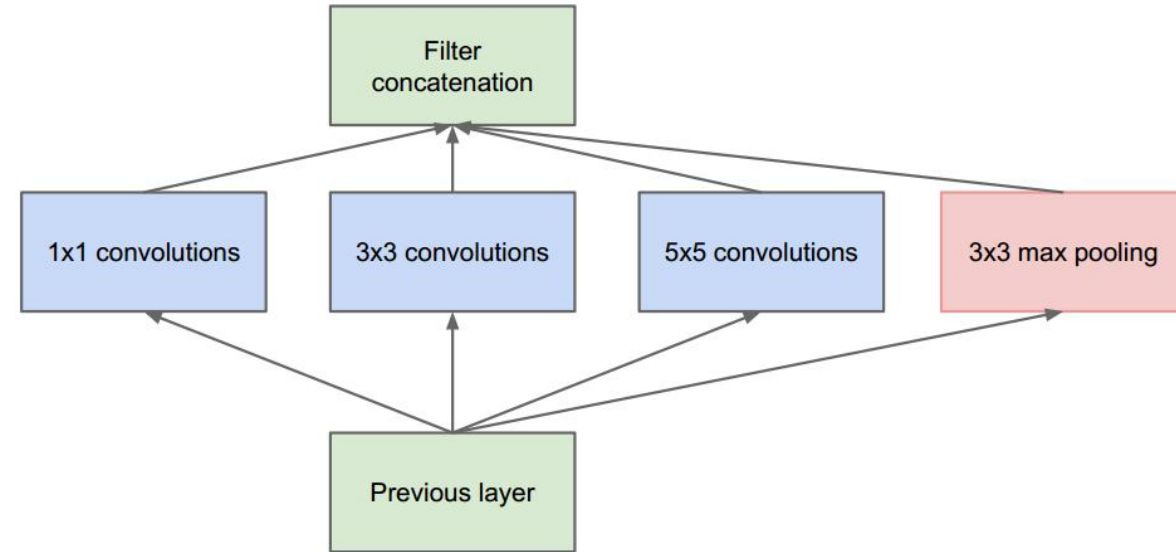 Filter
concatenation
1x1 convolutions
3x3 convolutions
5x5 convolutions
3x3 max pooling
Previous layer